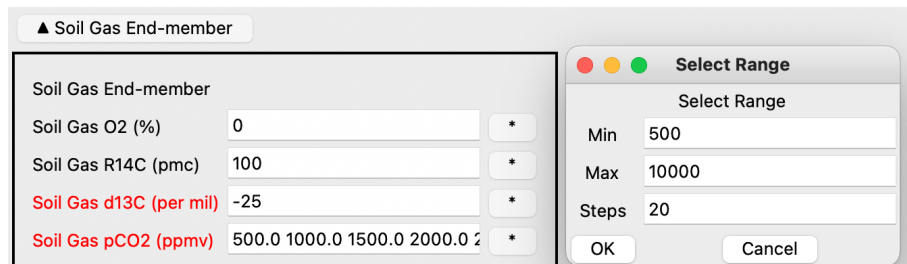 ▲ Soil Gas End-member
Soil Gas End-member
Soil Gas O2 (%) 0 *
Soil Gas R14C (pmc) 100 *
Soil Gas d13C (per mil) -25 *
Soil Gas pCO2 (ppmv) 500.0 1000.0 1500.0 2000.0 *
Select Range
Select Range
Min 500
Max 10000
Steps 20
OK Cancel